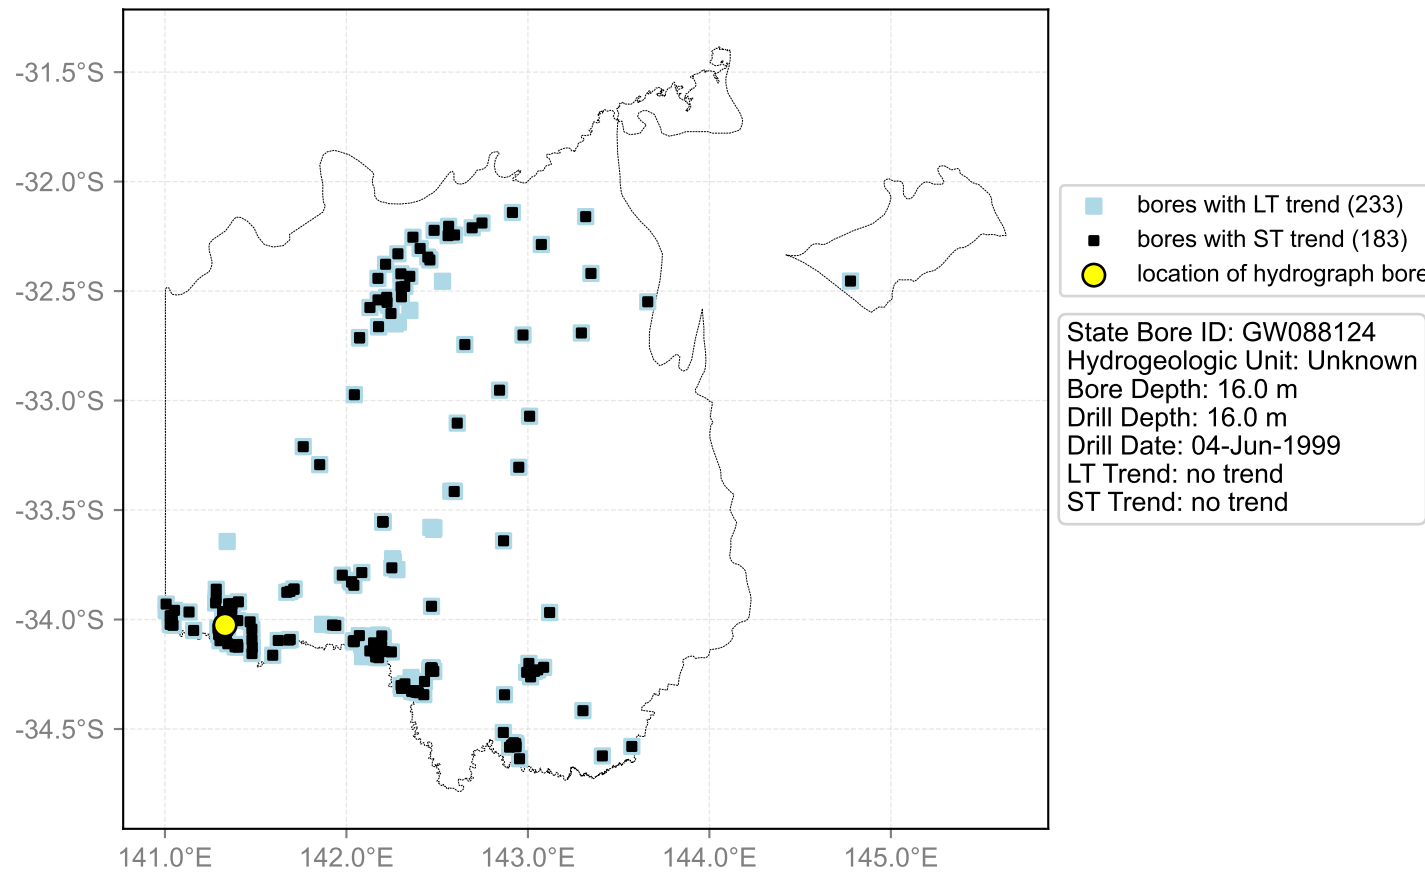 -31.5°S
-32.0°S
-32.5°S
-33.0°S
-33.5°S
-34.0°S
-34.5°S
141.0°E
142.0°E
143.0°E
144.0°E
145.0°E
bores with LT trend (233)
bores with ST trend (183)
location of hydrograph bore
State Bore ID: GW088124
Hydrogeologic Unit: Unknown
Bore Depth: 16.0 m
Drill Depth: 16.0 m
Drill Date: 04-Jun-1999
LT Trend: no trend
ST Trend: no trend